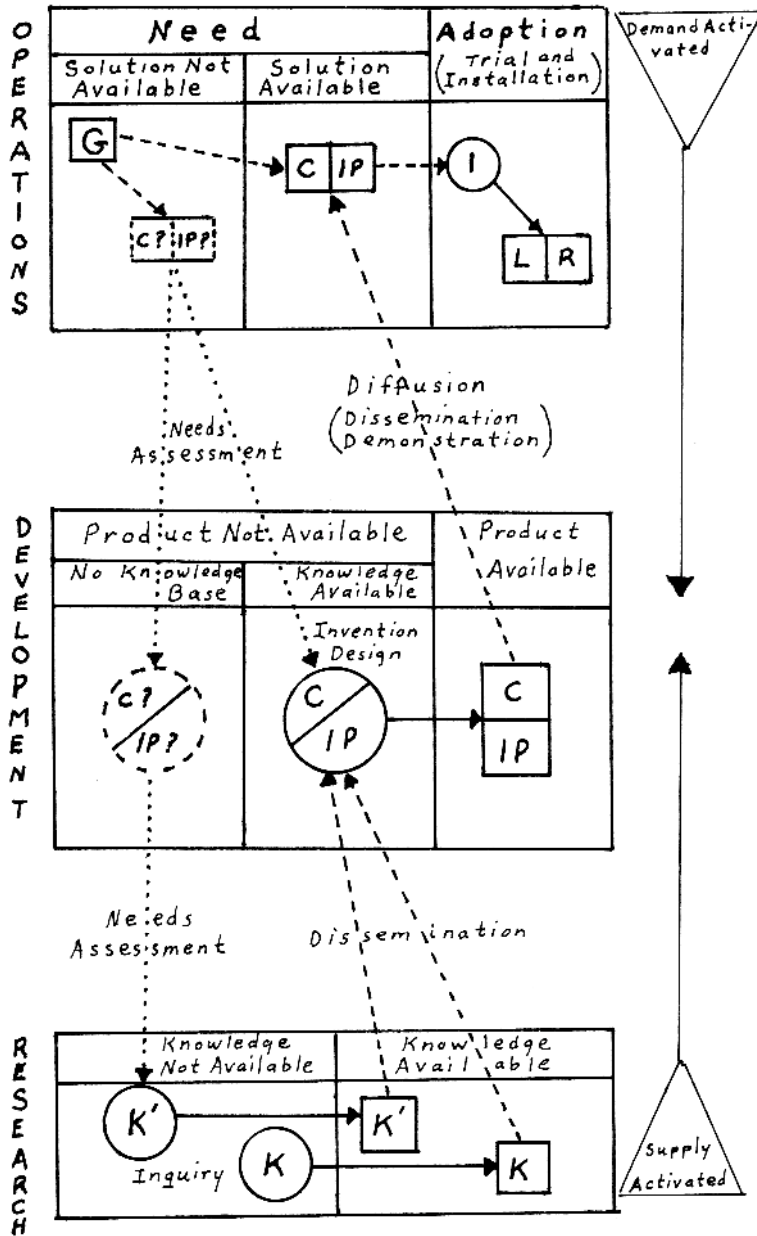 OPERATIONS
Need
Solution Not
Available
Solution
Available
Adoption
(Trial and
Installation)
G
C? IP?
C IP
I
L R
Demand Acti-
vated
Needs
Assessment
Diffusion
(Dissemination
Demonstration)
DEVELOPMENT
Product Not Available
Product
Available
No Knowledge
Base
Knowledge
Available
Invention
Design
C?
IP?
C
IP
C
IP
Needs
Assessment
Dissemination
RESEARCH
Knowledge
Not Available
Knowledge
Available
K'
K'
Inquiry
K
K
Supply
Activated